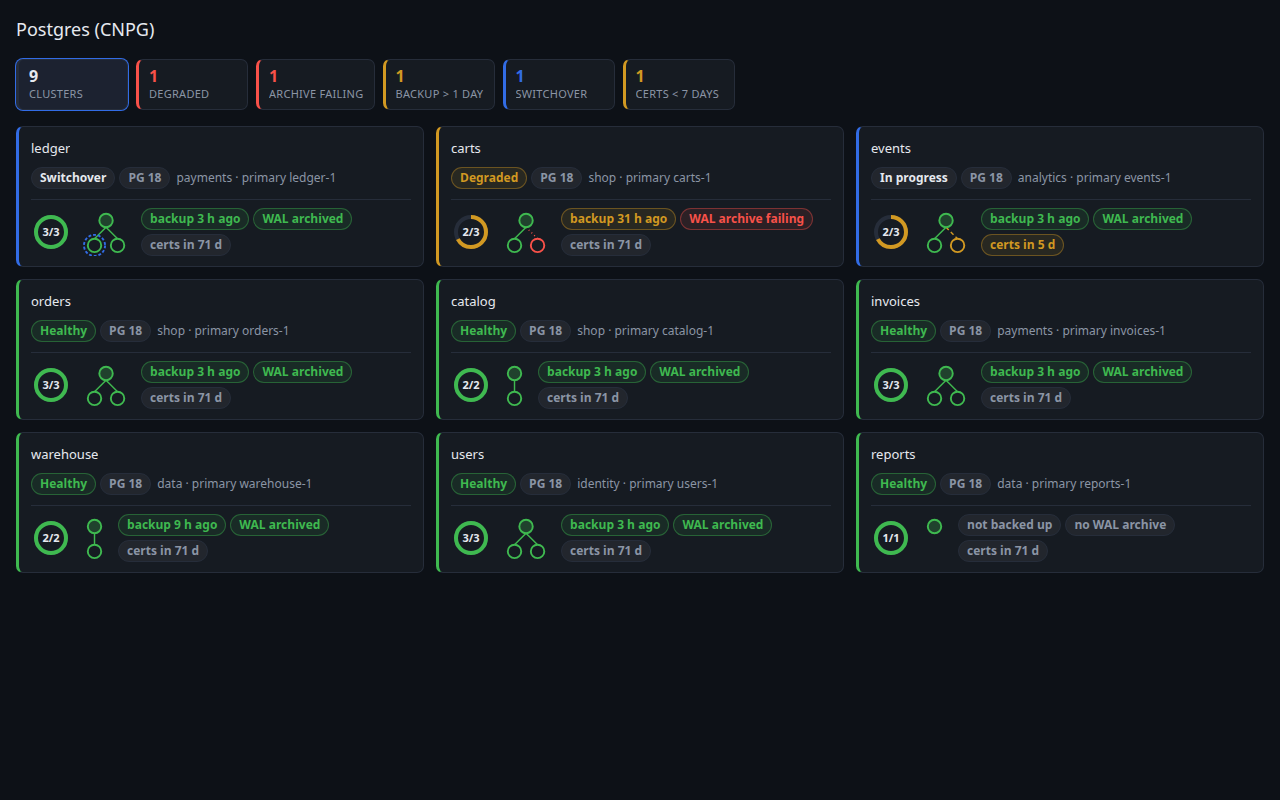 Postgres (CNPG)
9
CLUSTERS
1
DEGRADED
1
ARCHIVE FAILING
1
BACKUP > 1 DAY
1
SWITCHOVER
1
CERTS < 7 DAYS
ledger
Switchover PG 18 payments · primary ledger-1
3/3
backup 3 h ago WAL archived
certs in 71 d
carts
Degraded PG 18 shop · primary carts-1
2/3
backup 31 h ago WAL archive failing
certs in 71 d
events
In progress PG 18 analytics · primary events-1
2/3
backup 3 h ago WAL archived
certs in 5 d
orders
Healthy PG 18 shop · primary orders-1
3/3
backup 3 h ago WAL archived
certs in 71 d
catalog
Healthy PG 18 shop · primary catalog-1
2/2
backup 3 h ago WAL archived
certs in 71 d
invoices
Healthy PG 18 payments · primary invoices-1
3/3
backup 3 h ago WAL archived
certs in 71 d
warehouse
Healthy PG 18 data · primary warehouse-1
2/2
backup 9 h ago WAL archived
certs in 71 d
users
Healthy PG 18 identity · primary users-1
3/3
backup 3 h ago WAL archived
certs in 71 d
reports
Healthy PG 18 data · primary reports-1
1/1
not backed up no WAL archive
certs in 71 d